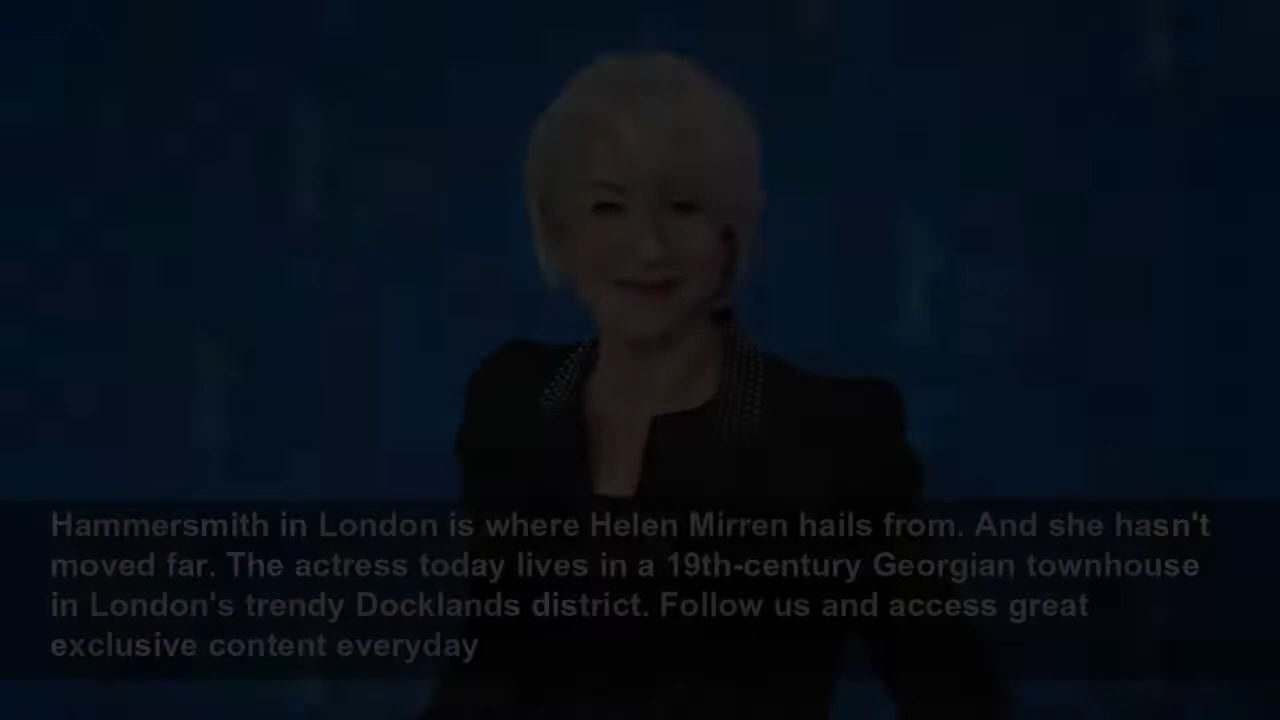 Hammersmith in London is where Helen Mirren hails from. And she hasn't
moved far. The actress today lives in a 19th-century Georgian townhouse
in London's trendy Docklands district. Follow us and access great
exclusive content everyday